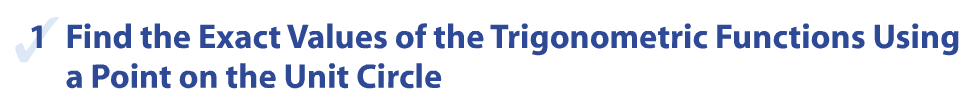 1 Find the Exact Values of the Trigonometric Functions Using
a Point on the Unit Circle